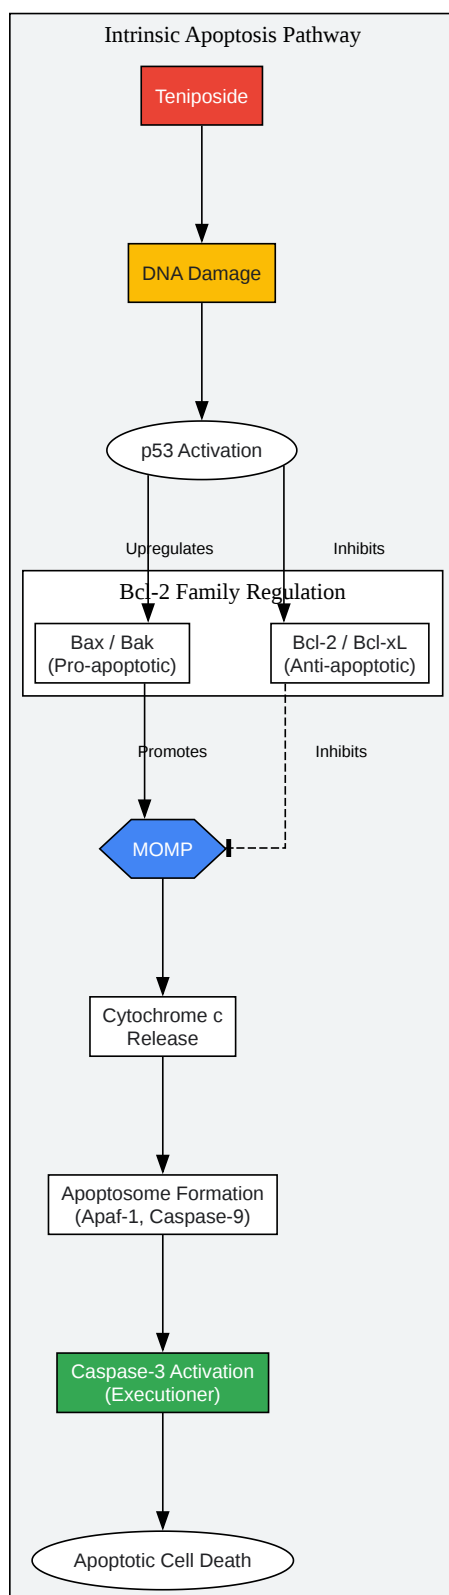 Intrinsic Apoptosis Pathway
Teniposide
DNA Damage
p53 Activation
Upregulates
Inhibits
Bcl-2 Family Regulation
Bax / Bak
(Pro-apoptotic)
Bcl-2 / Bcl-xL
(Anti-apoptotic)
Promotes
Inhibits
MOMP
Cytochrome c
Release
Apoptosome Formation
(Apaf-1, Caspase-9)
Caspase-3 Activation
(Executioner)
Apoptotic Cell Death